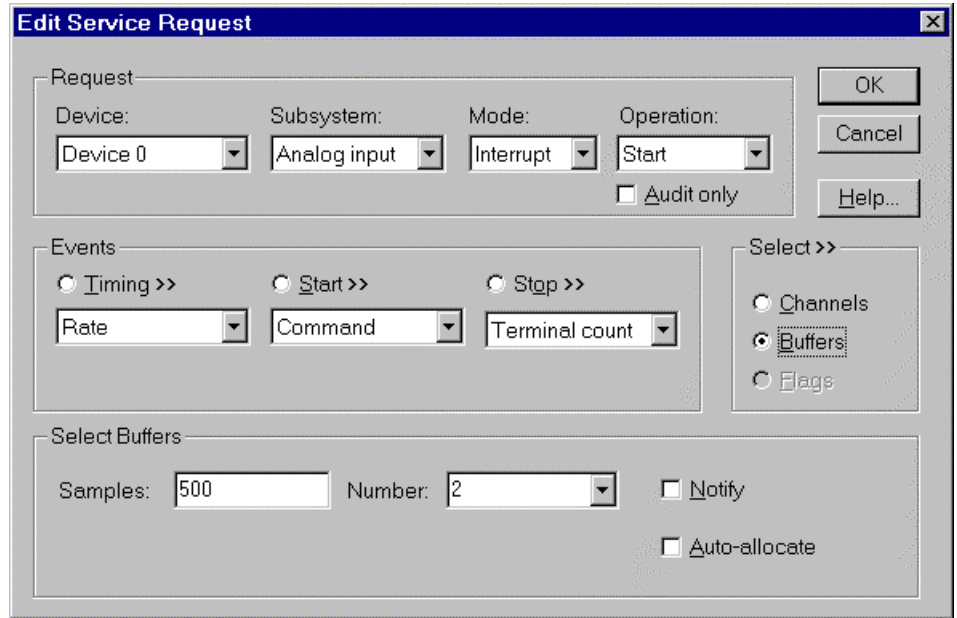 Edit Service Request
Request
OK
Device: Subsystem: Mode: Operation:
Device 0 Analog input Interrupt Start
Cancel
Audit only
Help...
Events
Select >>
Timing >> Start >> Stop >>
Channels
Rate Command Terminal count
Buffers
Flags
Select Buffers
Samples: 500 Number: 2 Notify
Auto-allocate